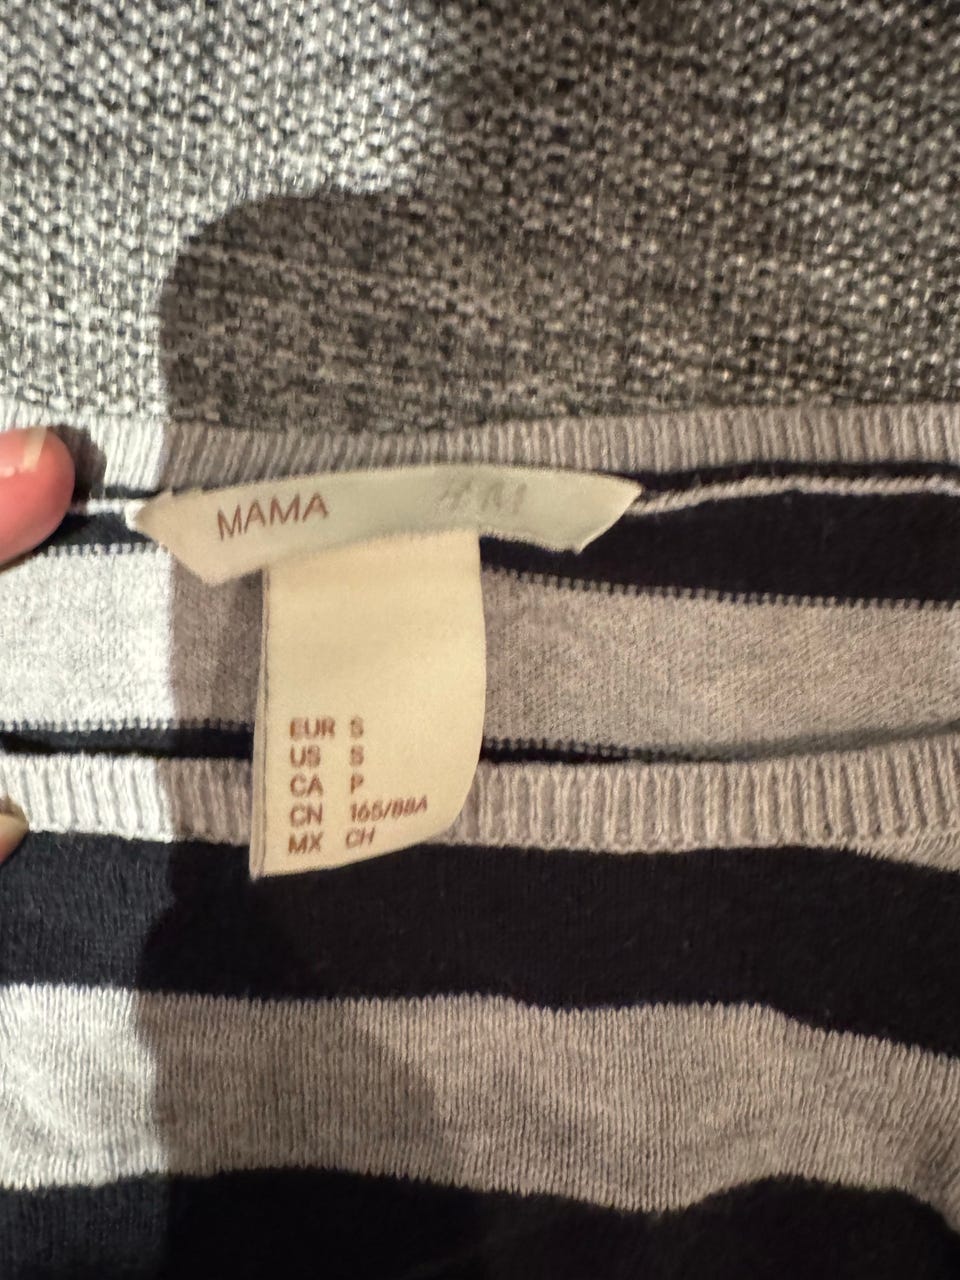 MAMA H&M
EUR S
US S
CA P
CN 165/88A
MX CH